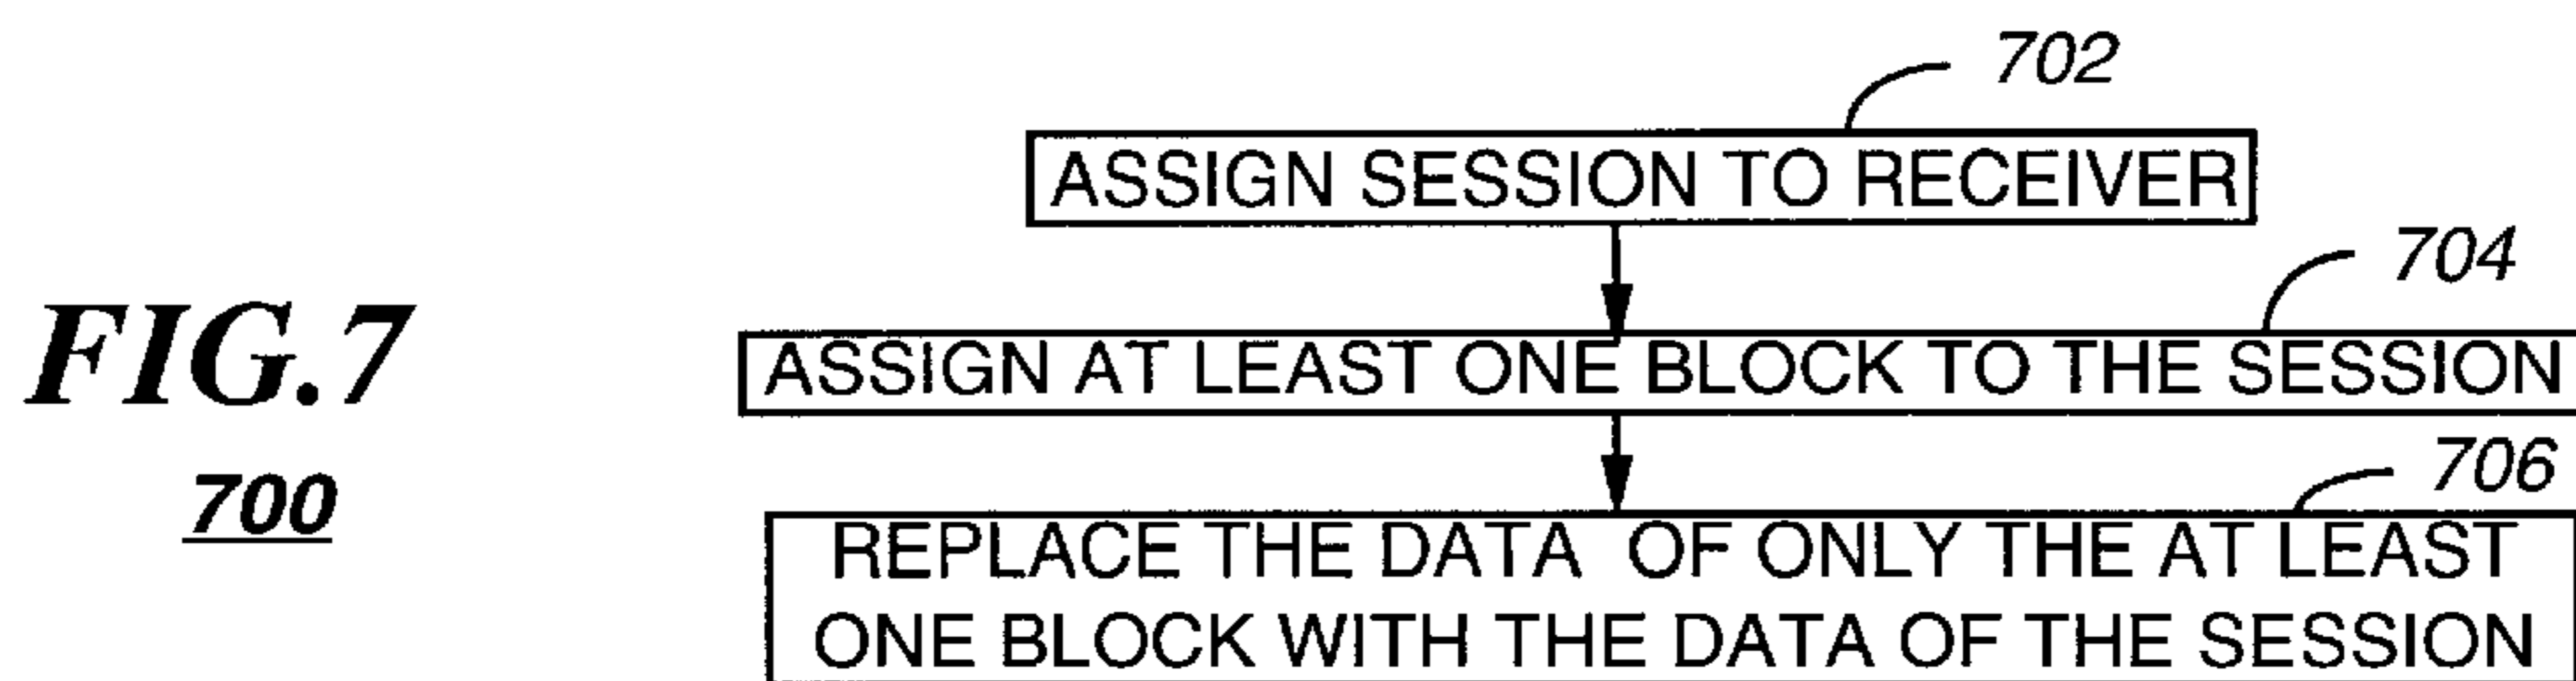 702
ASSIGN SESSION TO RECEIVER
704
ASSIGN AT LEAST ONE BLOCK TO THE SESSION
FIG.7
700
706
REPLACE THE DATA OF ONLY THE AT LEAST
ONE BLOCK WITH THE DATA OF THE SESSION